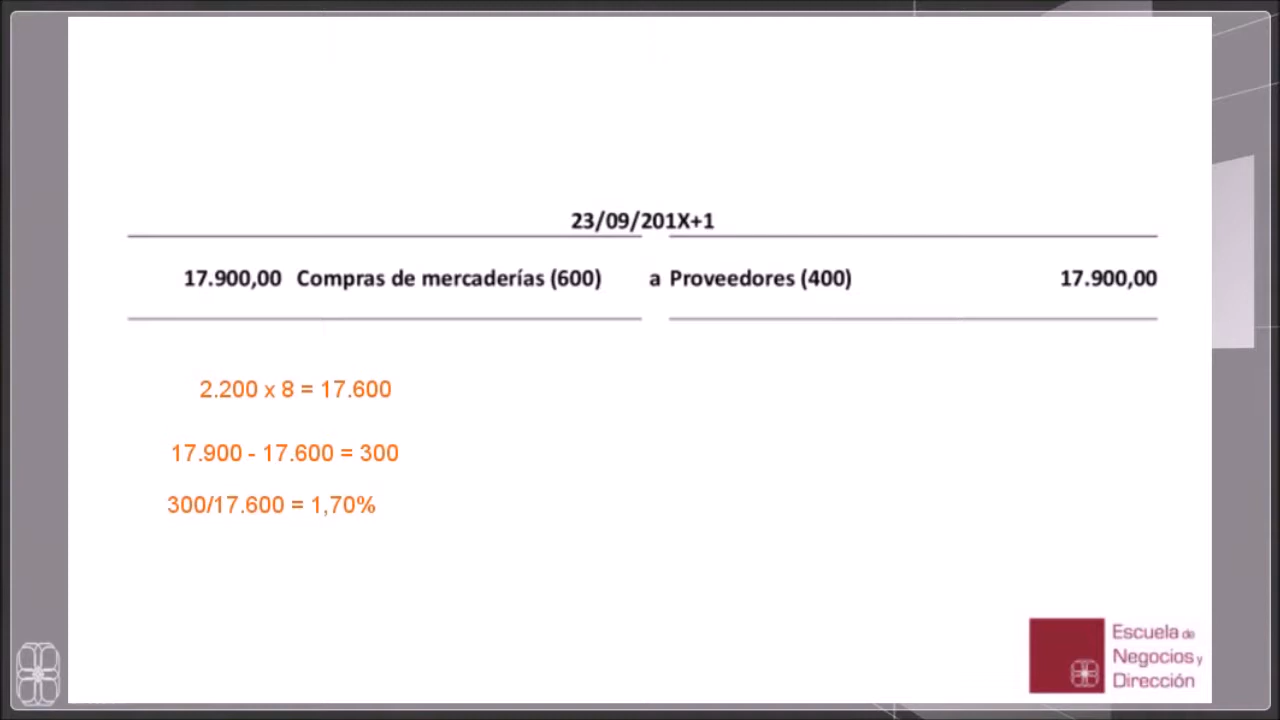 23/09/201X+1
17.900,00 Compras de mercaderías (600) a Proveedores (400) 17.900,00
2.200 x 8 = 17.600
17.900 - 17.600 = 300
300/17.600 = 1,70%
Escuela de
Negocios y
Dirección